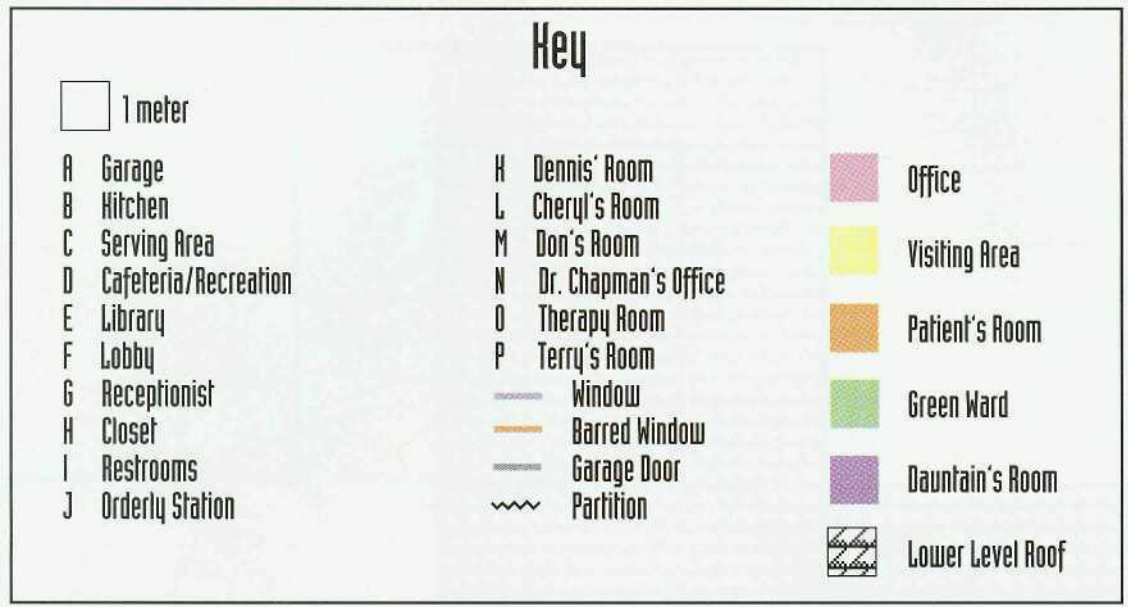 Key
1 meter
A Garage
B Kitchen
C Serving Area
D Cafeteria/Recreation
E Library
F Lobby
G Receptionist
H Closet
I Restrooms
J Orderly Station
K Dennis' Room
L Cheryl's Room
M Don's Room
N Dr. Chapman's Office
O Therapy Room
P Terry's Room
Window
Barred Window
Garage Door
Partition
Office
Visiting Area
Patient's Room
Green Ward
Dauntain's Room
Lower Level Roof